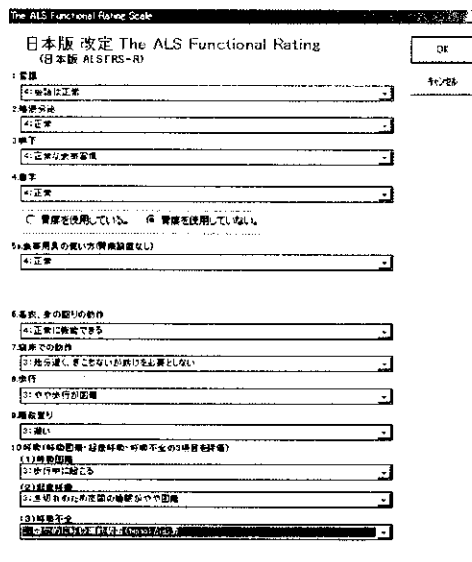 The ALS Functional Rating Scale
日本版 改定 The ALS Functional Rating
(日本版 ALSFRS-R)
OK
キャンセル
1 言語
4:会話は正常
2 唾液分泌
4:正常
3 嚥下
4:正常な食事習慣
4.書字
4:正常
胃瘻を使用している。 胃瘻を使用していない。
5a.食事用具の使い方(胃瘻設置なし)
4:正常
6.着衣、身の回りの動作
4:正常に機能できる
7.寝床での動作
3:幾分遅く、ぎこちないが助けを必要としない
8.歩行
3:やや歩行が困難
9.階段登り
3:遅い
10呼吸(呼吸困難・起座呼吸・呼吸不全の3項目を評価)
(1)呼吸困難
3:歩行中に起こる
(2)起座呼吸
3:息切れのため夜間の睡眠がやや困難
(3)呼吸不全